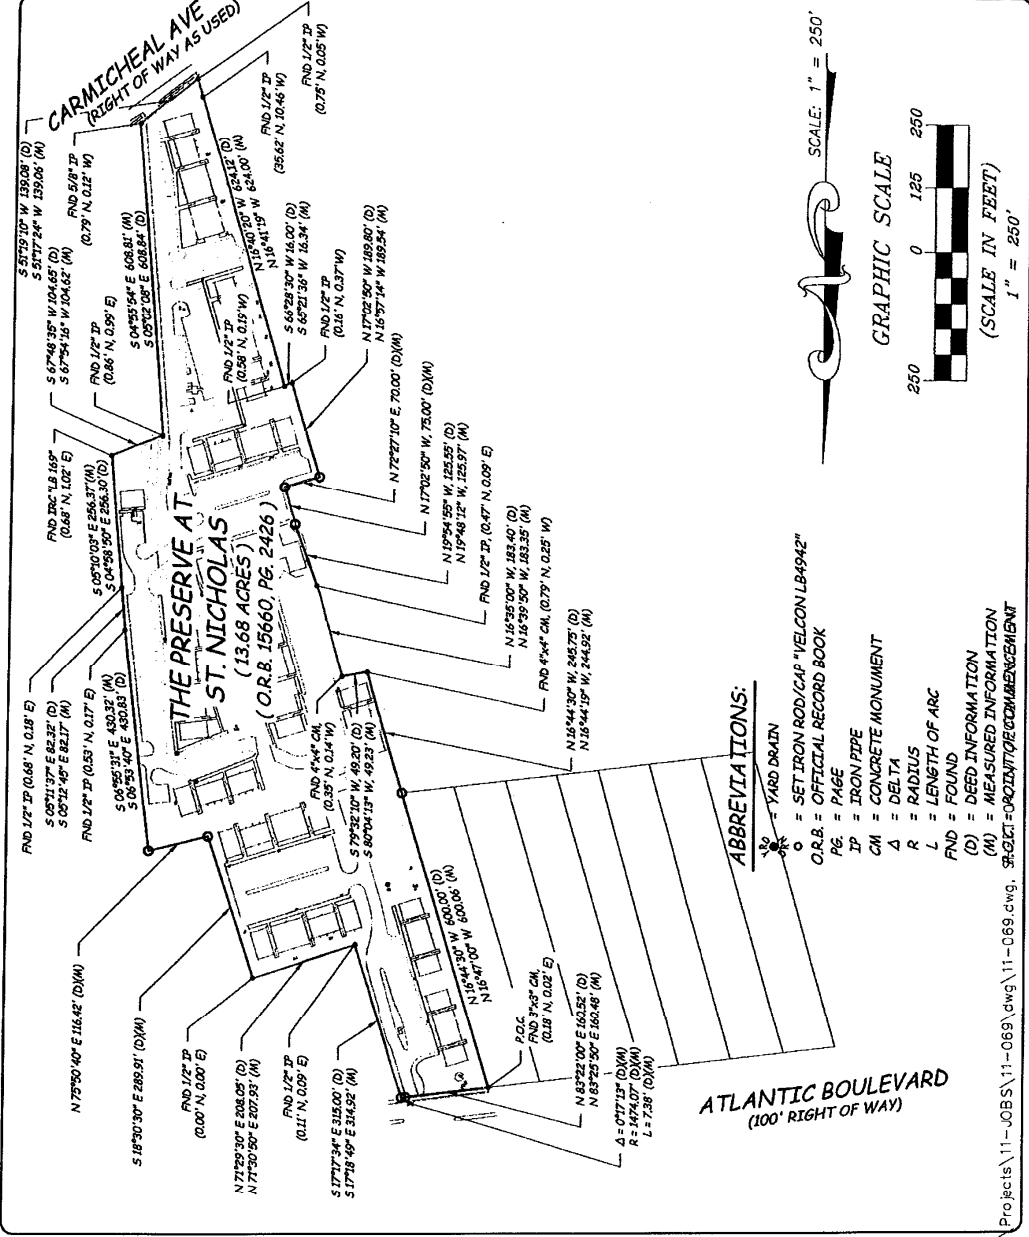 CARMICHEAL AVE
(RIGHT OF WAY AS USED)
S 51°19'10" W 139.08' (D)
S 51°17'24" W 139.06' (M)
FND 5/8" IP
(0.79' N, 0.12' W)
FND 1/2" IP
(0.75' N, 0.05' W)
FND 1/2" IP
(35.62' N, 10.46' W)
S 67°48'35" W 104.65' (D)
S 67°54'16" W 104.62' (M)
FND 1/2" IP
(0.86' N, 0.99' E)
S 04°55'54" E 608.81' (M)
S 05°02'08" E 608.84' (D)
N 16°40'20" W 624.12' (D)
N 16°41'19" W 624.00' (M)
FND 1/2" IP
(0.58' N, 0.19' W)
S 66°28'30" W 16.00' (D)
S 65°21'36" W 16.34' (M)
FND 1/2" IP
(0.16' N, 0.37' W)
N 17°02'50" W 189.80' (D)
N 16°57'14" W 189.54' (M)
FND IRC "LB 169"
(0.68' N, 1.02' E)
S 05°10'03" E 256.37' (M)
S 04°58'50" E 256.30' (D)
THE PRESERVE AT
ST. NICHOLAS
(13.68 ACRES)
(O.R.B. 15660, PG. 2426)
N 72°27'10" E, 70.00' (D)(M)
N 17°02'50" W, 75.00' (D)(M)
N 19°54'55" W, 125.55' (D)
N 19°48'12" W, 125.97' (M)
FND 1/2" IP, (0.47' N, 0.09' E)
N 16°35'00" W, 183.40' (D)
N 16°39'50" W, 183.35' (M)
FND 4"x4" CM, (0.79' N, 0.25' W)
N 16°44'30" W, 245.75' (D)
N 16°44'19" W, 244.92' (M)
FND 1/2" IP (0.68' N, 0.18' E)
S 05°11'37" E 82.32' (D)
S 05°12'45" E 82.17' (M)
FND 1/2" IP (0.53' N, 0.17' E)
S 06°55'31" E 430.32' (M)
S 06°53'40" E 430.83' (D)
FND 4"x4" CM,
(0.35' N, 0.14' W)
S 79°32'10" W, 49.20' (D)
S 80°04'13" W, 49.23' (M)
N 75°50'40" E 116.42' (D)(M)
S 18°30'30" E 289.91' (D)(M)
FND 1/2" IP
(0.00' N, 0.00' E)
N 71°29'30" E 208.05' (D)
N 71°30'50" E 207.93' (M)
FND 1/2" IP
(0.11' N, 0.09' E)
S 17°17'34" E 315.00' (D)
S 17°18'49" E 314.92' (M)
N 16°44'30" W 600.00' (D)
N 16°47'00" W 600.06' (M)
P.O.C.
FND 3"x3" CM,
(0.18' N, 0.02' E)
N 83°22'00" E 160.52' (D)
N 83°25'50" E 160.48' (M)
Δ = 0°17'13" (D)(M)
R = 1474.07' (D)(M)
L = 7.38' (D)(M)
ATLANTIC BOULEVARD
(100' RIGHT OF WAY)
SCALE: 1" = 250'
GRAPHIC SCALE
250 0 125 250
(SCALE IN FEET)
1" = 250'
ABBREVIATIONS:
= YARD DRAIN
o = SET IRON ROD/CAP "VELCON LB4942"
O.R.B. = OFFICIAL RECORD BOOK
PG. = PAGE
IP = IRON PIPE
CM = CONCRETE MONUMENT
Δ = DELTA
R = RADIUS
L = LENGTH OF ARC
FND = FOUND
(D) = DEED INFORMATION
(M) = MEASURED INFORMATION
Projects\11-JOBS\11-069\dwg\11-069.dwg,